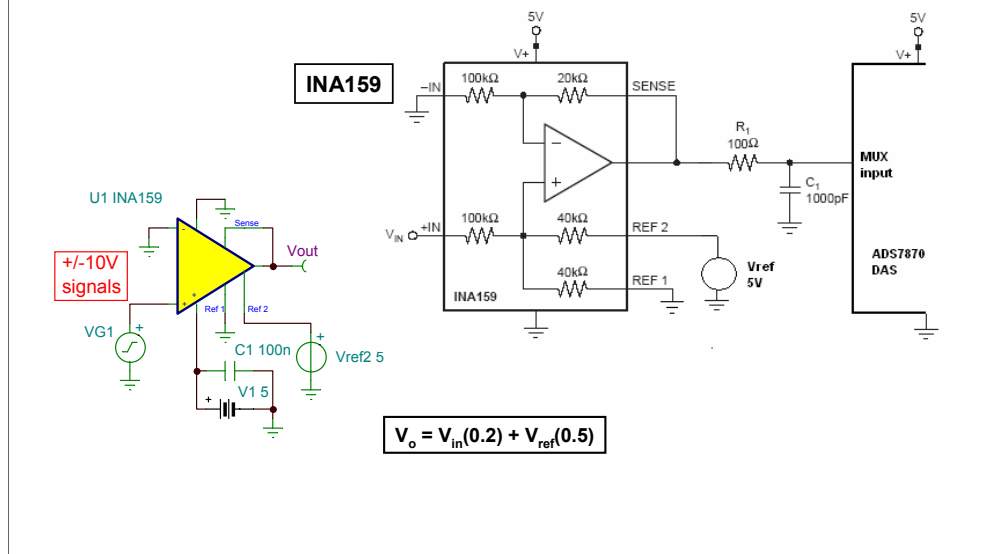 INA159
5V
V+
–IN
100kΩ
20kΩ
SENSE
R1
100Ω
C1
1000pF
VIN
+IN
100kΩ
40kΩ
REF 2
40kΩ
REF 1
INA159
Vref
5V
5V
V+
MUX
input
ADS7870
DAS
U1 INA159
Sense
Vout
+/-10V
signals
Ref 1
Ref 2
VG1
+
C1 100n
+
Vref2 5
V1 5
+
−
+
-
+
+
Vo = Vin(0.2) + Vref(0.5)